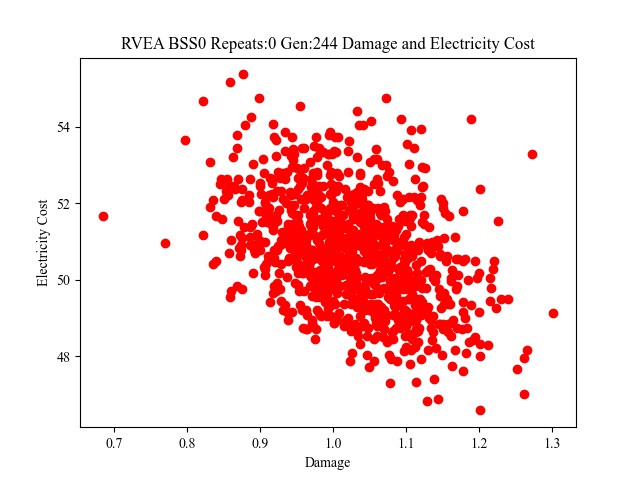 RVEA BSS0 Repeats:0 Gen:244 Damage and Electricity Cost
54
52
50
48
Electricity Cost
0.7 0.8 0.9 1.0 1.1 1.2 1.3
Damage